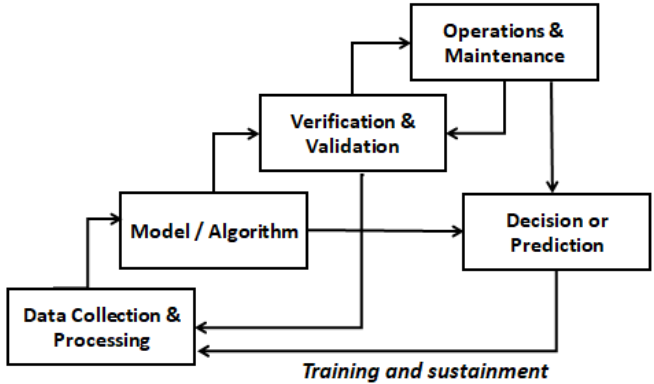 Operations &
Maintenance
Verification &
Validation
Model / Algorithm
Decision or
Prediction
Data Collection &
Processing
Training and sustainment